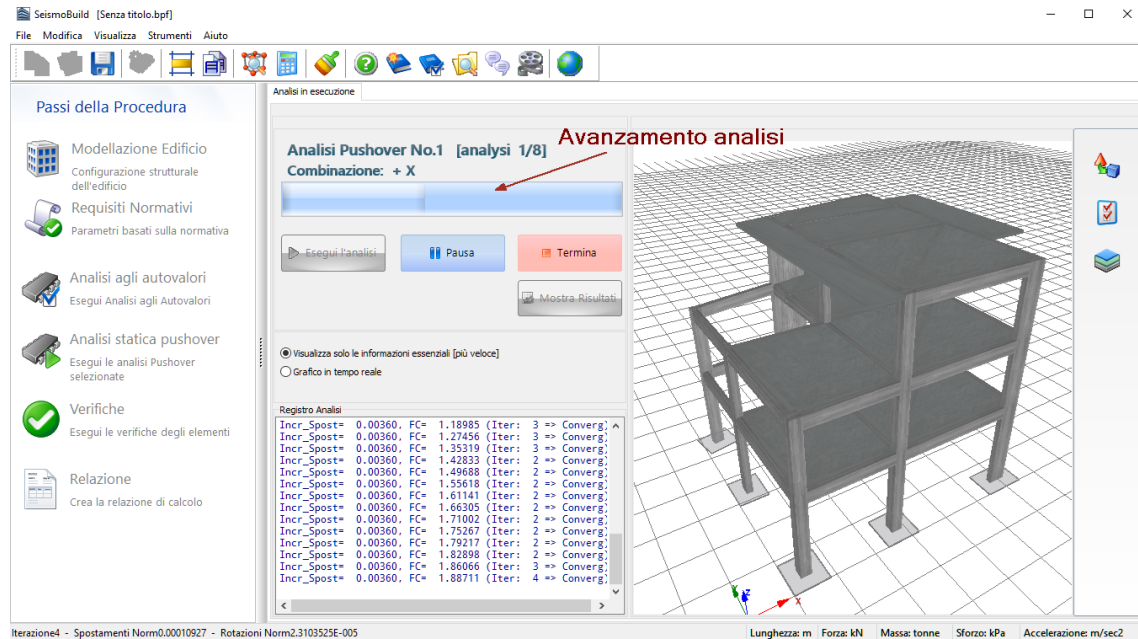 SeismoBuild [Senza titolo.bpf]
File Modifica Visualizza Strumenti Aiuto
Passi della Procedura
Modellazione Edificio
Configurazione strutturale
dell'edificio
Requisiti Normativi
Parametri basati sulla normativa
Analisi agli autovalori
Esegui Analisi agli Autovalori
Analisi statica pushover
Esegui le analisi Pushover
selezionate
Verifiche
Esegui le verifiche degli elementi
Relazione
Crea la relazione di calcolo
Analisi in esecuzione
Avanzamento analisi
Analisi Pushover No.1 [analysi 1/8]
Combinazione: + X
Esegui l'analisi
Pausa
Termina
Mostra Risultati
Visualizza solo le informazioni essenziali [più veloce]
Grafico in tempo reale
Registro Analisi
Incr_Spost= 0.00360, FC= 1.18985 (Iter: 3 => Converg)
Incr_Spost= 0.00360, FC= 1.27456 (Iter: 3 => Converg)
Incr_Spost= 0.00360, FC= 1.35319 (Iter: 3 => Converg)
Incr_Spost= 0.00360, FC= 1.42833 (Iter: 2 => Converg)
Incr_Spost= 0.00360, FC= 1.49688 (Iter: 2 => Converg)
Incr_Spost= 0.00360, FC= 1.55618 (Iter: 2 => Converg)
Incr_Spost= 0.00360, FC= 1.61141 (Iter: 2 => Converg)
Incr_Spost= 0.00360, FC= 1.66305 (Iter: 2 => Converg)
Incr_Spost= 0.00360, FC= 1.71002 (Iter: 2 => Converg)
Incr_Spost= 0.00360, FC= 1.75267 (Iter: 2 => Converg)
Incr_Spost= 0.00360, FC= 1.79217 (Iter: 2 => Converg)
Incr_Spost= 0.00360, FC= 1.82898 (Iter: 2 => Converg)
Incr_Spost= 0.00360, FC= 1.86066 (Iter: 3 => Converg)
Incr_Spost= 0.00360, FC= 1.88711 (Iter: 4 => Converg)
Y Z X
Iterazione4 - Spostamenti Norm0.00010927 - Rotazioni Norm2.3103525E-005
Lunghezza: m Forza: kN Massa: tonne Sforzo: kPa Accelerazione: m/sec2